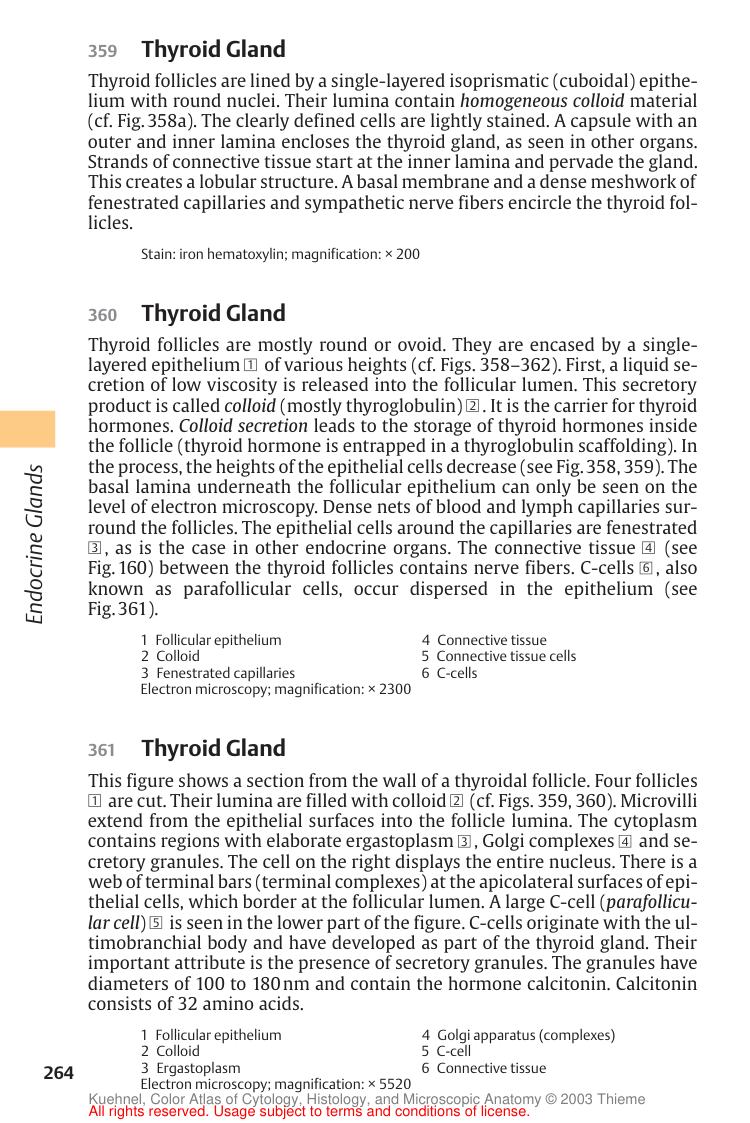 359 Thyroid Gland
Thyroid follicles are lined by a single-layered isoprismatic (cuboidal) epithe-
lium with round nuclei. Their lumina contain homogeneous colloid material
(cf. Fig. 358a). The clearly defined cells are lightly stained. A capsule with an
outer and inner lamina encloses the thyroid gland, as seen in other organs.
Strands of connective tissue start at the inner lamina and pervade the gland.
This creates a lobular structure. A basal membrane and a dense meshwork of
fenestrated capillaries and sympathetic nerve fibers encircle the thyroid fol-
licles.
Stain: iron hematoxylin; magnification: × 200
360 Thyroid Gland
Thyroid follicles are mostly round or ovoid. They are encased by a single-
layered epithelium 1 of various heights (cf. Figs. 358–362). First, a liquid se-
cretion of low viscosity is released into the follicular lumen. This secretory
product is called colloid (mostly thyroglobulin) 2. It is the carrier for thyroid
hormones. Colloid secretion leads to the storage of thyroid hormones inside
the follicle (thyroid hormone is entrapped in a thyroglobulin scaffolding). In
the process, the heights of the epithelial cells decrease (see Fig. 358, 359). The
basal lamina underneath the follicular epithelium can only be seen on the
level of electron microscopy. Dense nets of blood and lymph capillaries sur-
round the follicles. The epithelial cells around the capillaries are fenestrated
3, as is the case in other endocrine organs. The connective tissue 4 (see
Fig. 160) between the thyroid follicles contains nerve fibers. C-cells 6, also
known as parafollicular cells, occur dispersed in the epithelium (see
Fig. 361).
1 Follicular epithelium
2 Colloid
3 Fenestrated capillaries
4 Connective tissue
5 Connective tissue cells
6 C-cells
Electron microscopy; magnification: × 2300
361 Thyroid Gland
This figure shows a section from the wall of a thyroidal follicle. Four follicles
1 are cut. Their lumina are filled with colloid 2 (cf. Figs. 359, 360). Microvilli
extend from the epithelial surfaces into the follicle lumina. The cytoplasm
contains regions with elaborate ergastoplasm 3, Golgi complexes 4 and se-
cretory granules. The cell on the right displays the entire nucleus. There is a
web of terminal bars (terminal complexes) at the apicolateral surfaces of epi-
thelial cells, which border at the follicular lumen. A large C-cell (parafollicu-
lar cell) 5 is seen in the lower part of the figure. C-cells originate with the ul-
timobranchial body and have developed as part of the thyroid gland. Their
important attribute is the presence of secretory granules. The granules have
diameters of 100 to 180 nm and contain the hormone calcitonin. Calcitonin
consists of 32 amino acids.
1 Follicular epithelium
2 Colloid
3 Ergastoplasm
4 Golgi apparatus (complexes)
5 C-cell
6 Connective tissue
Electron microscopy; magnification: × 5520
Endocrine Glands
264
Kuehnel, Color Atlas of Cytology, Histology, and Microscopic Anatomy © 2003 Thieme
All rights reserved. Usage subject to terms and conditions of license.